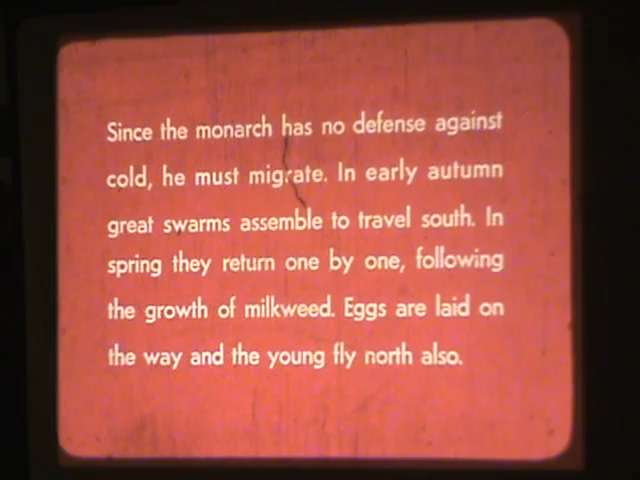 Since the monarch has no defense against
cold, he must migrate. In early autumn
great swarms assemble to travel south. In
spring they return one by one, following
the growth of milkweed. Eggs are laid on
the way and the young fly north also.